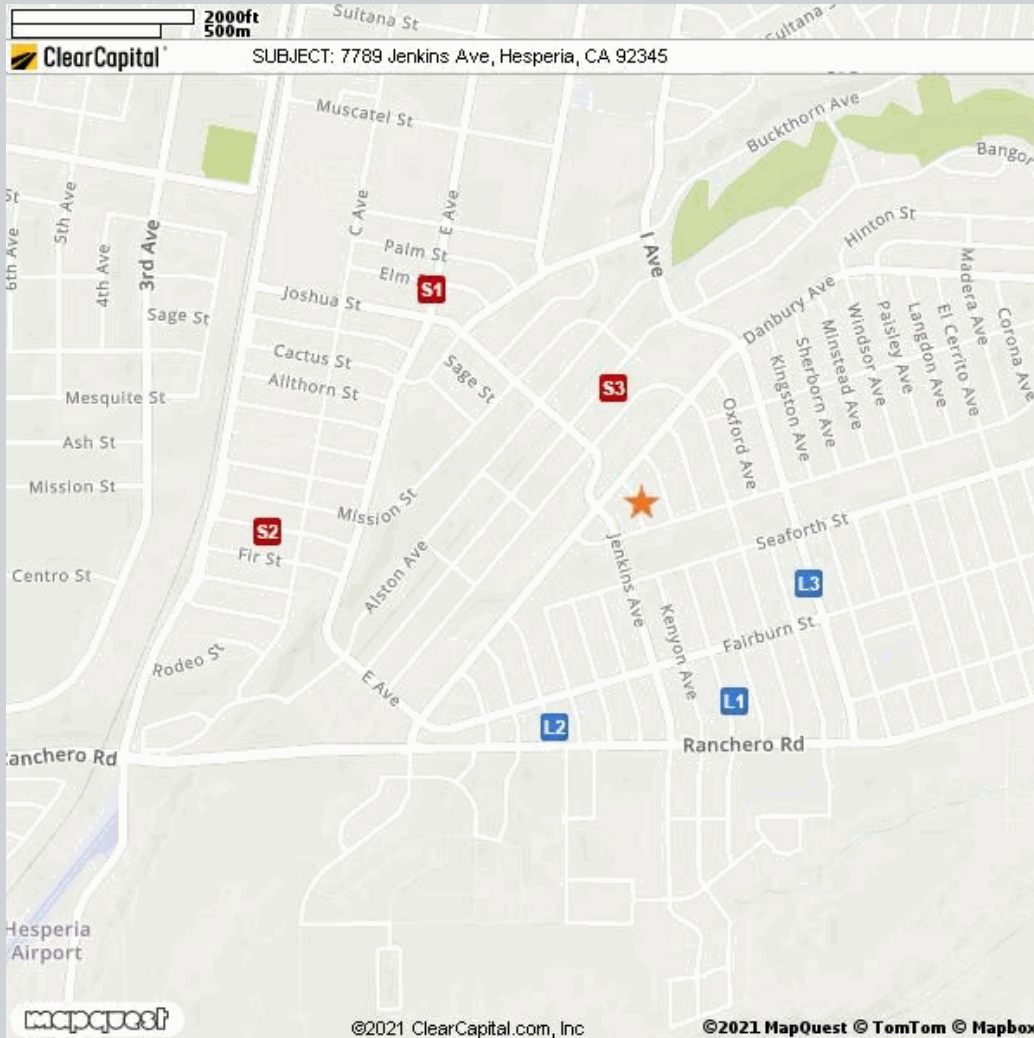 2000ft
500m
Sultana St
Sultana
ClearCapital
SUBJECT: 7789 Jenkins Ave, Hesperia, CA 92345
Muscatel St
Buckthorn Ave
Bangor
St
5th Ave
6th Ave
4th Ave
3rd Ave
C Ave
E Ave
I Ave
Hinton St
Palm St
Elm
S1
Joshua St
Sage St
Madera Ave
Danbury Ave
Corona Ave
El Cerrito Ave
Langdon Ave
Paisley Ave
Windsor Ave
Minstead Ave
Sherborn Ave
Kingston Ave
Cactus St
Sage St
Allthorn St
S3
Mesquite St
Oxford Ave
Ash St
Mission St
Mission St
S2
Fir St
Seaforth St
Jenkins Ave
Centro St
Alston Ave
L3
Kenyon Ave
Fairburn St
Rodeo St
E Ave
L1
L2
Ranchero Rd
Ranchero Rd
Hesperia
Airport
mapquest
©2021 ClearCapital.com, Inc
©2021 MapQuest © TomTom © Mapbox